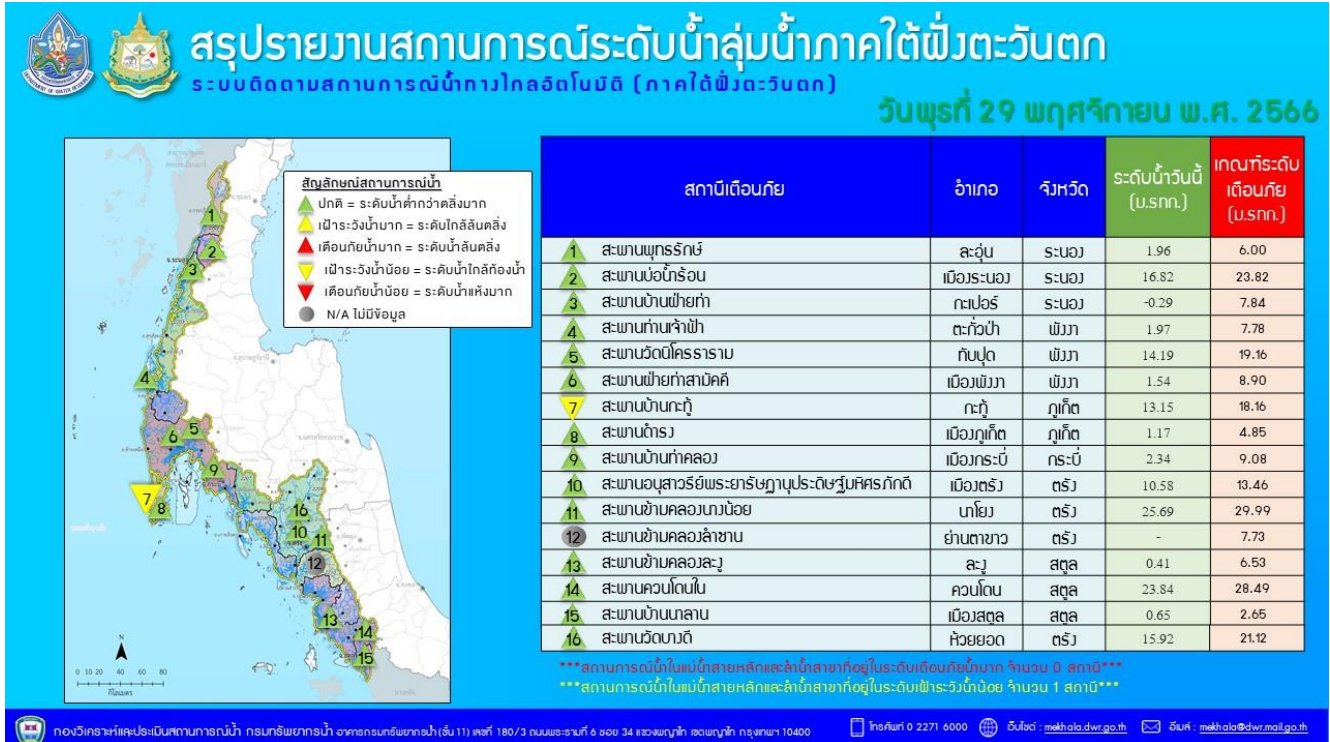 สรุปรายงานสถานการณ์ระดับน้ำลุ่มน้ำภาคใต้ฝั่งตะวันตก
ระบบติดตามสถานการณ์น้ำทางไกลอัตโนมัติ (ภาคใต้ฝั่งตะวันตก)
วันพุธที่ 29 พฤศจิกายน พ.ศ. 2566
สัญลักษณ์สถานการณ์น้ำ
ปกติ = ระดับน้ำต่ำกว่าตลิ่งมาก
เฝ้าระวังน้ำมาก = ระดับใกล้ล้นตลิ่ง
เตือนภัยน้ำมาก = ระดับน้ำล้นตลิ่ง
เฝ้าระวังน้ำน้อย = ระดับน้ำใกล้ท้องน้ำ
เตือนภัยน้ำน้อย = ระดับน้ำแห้งมาก
N/A ไม่มีข้อมูล
1
2
3
4
5
6
7
8
9
16
10
11
12
13
14
15
N
0 10 20 40 60 80
กิโลเมตร
สถานีเตือนภัย อำเภอ จังหวัด ระดับน้ำวันนี้ (ม.รทก.) เกณฑ์ระดับเตือนภัย (ม.รทก.)
1 สะพานพุทธรักษ์ ละอุ่น ระนอง 1.96 6.00
2 สะพานบ่อน้ำร้อน เมืองระนอง ระนอง 16.82 23.82
3 สะพานบ้านฝ่ายท่า กะเปอร์ ระนอง -0.29 7.84
4 สะพานท่านเจ้าฟ้า ตะกั่วป่า พังงา 1.97 7.78
5 สะพานวัดนิโครธาราม ทับปุด พังงา 14.19 19.16
6 สะพานฝ่ายท่าสามัคคี เมืองพังงา พังงา 1.54 8.90
7 สะพานบ้านกะทู้ กะทู้ ภูเก็ต 13.15 18.16
8 สะพานดำรง เมืองภูเก็ต ภูเก็ต 1.17 4.85
9 สะพานบ้านท่าคลอง เมืองกระบี่ กระบี่ 2.34 9.08
10 สะพานอนุสาวรีย์พระยารัษฎานุประดิษฐ์มหิศรภักดี เมืองตรัง ตรัง 10.58 13.46
11 สะพานข้ามคลองนางน้อย นาโยง ตรัง 25.69 29.99
12 สะพานข้ามคลองลำชาน ย่านตาขาว ตรัง - 7.73
13 สะพานข้ามคลองละงู ละงู สตูล 0.41 6.53
14 สะพานควนโดนใน ควนโดน สตูล 23.84 28.49
15 สะพานบ้านนาลาน เมืองสตูล สตูล 0.65 2.65
16 สะพานวัดบางดี ห้วยยอด ตรัง 15.92 21.12
***สถานการณ์น้ำในแม่น้ำสายหลักและลำน้ำสาขาที่อยู่ในระดับเตือนภัยน้ำมาก จำนวน 0 สถานี***
***สถานการณ์น้ำในแม่น้ำสายหลักและลำน้ำสาขาที่อยู่ในระดับเฝ้าระวังน้ำน้อย จำนวน 1 สถานี***
กองวิเคราะห์และประเมินสถานการณ์น้ำ กรมทรัพยากรน้ำ อาคารกรมทรัพยากรน้ำ (ชั้น 11) เลขที่ 180/3 ถนนพระรามที่ 6 ซอย 34 แขวงพญาไท เขตพญาไท กรุงเทพฯ 10400 โทรศัพท์ 0 2271 6000 เว็บไซต์ : mekhala.dwr.go.th อีเมล : mekhala@dwr.mail.go.th